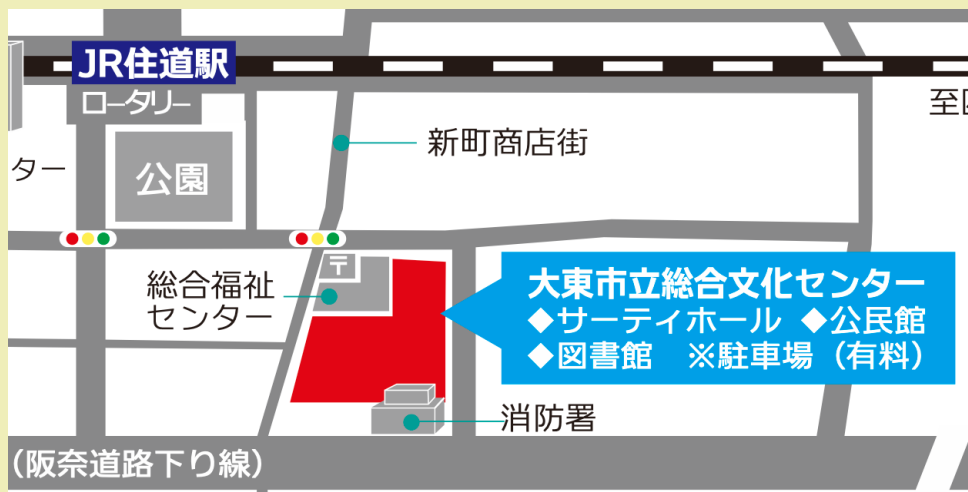 JR住道駅
ロータリー
至
新町商店街
ター
公園
〒
総合福祉
センター
大東市立総合文化センター
◆サーティホール ◆公民館
◆図書館 ※駐車場(有料)
消防署
(阪奈道路下り線)